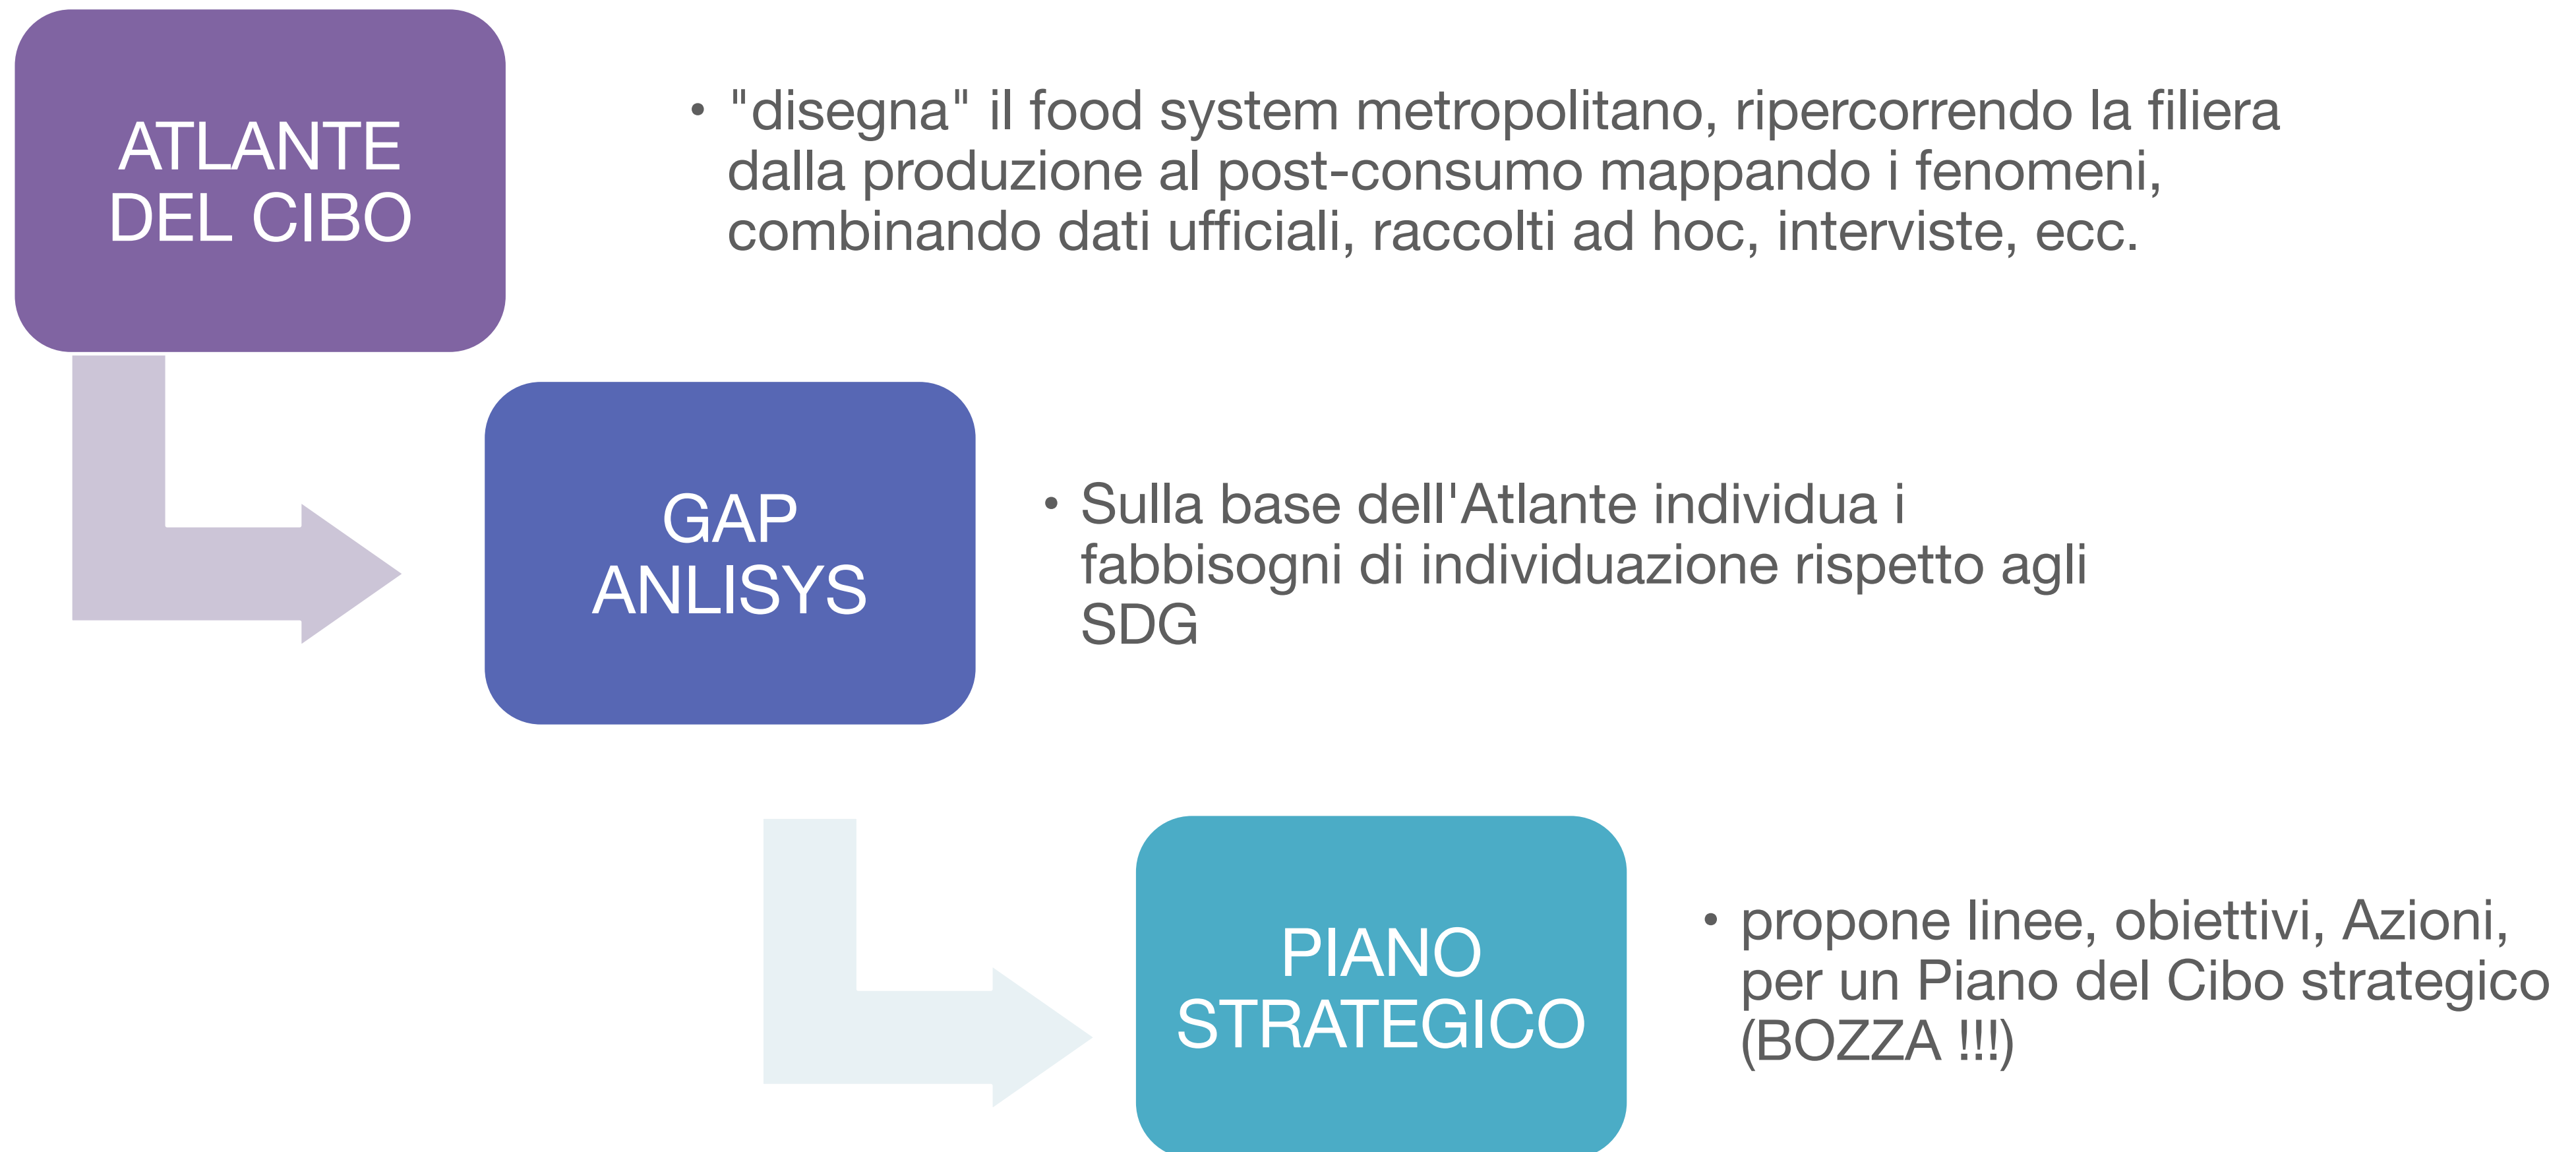 ATLANTE
DEL CIBO
• "disegna" il food system metropolitano, ripercorrendo la filiera
dalla produzione al post-consumo mappando i fenomeni,
combinando dati ufficiali, raccolti ad hoc, interviste, ecc.
GAP
ANLISYS
• Sulla base dell'Atlante individua i
fabbisogni di individuazione rispetto agli
SDG
PIANO
STRATEGICO
• propone linee, obiettivi, Azioni,
per un Piano del Cibo strategico
(BOZZA !!!)